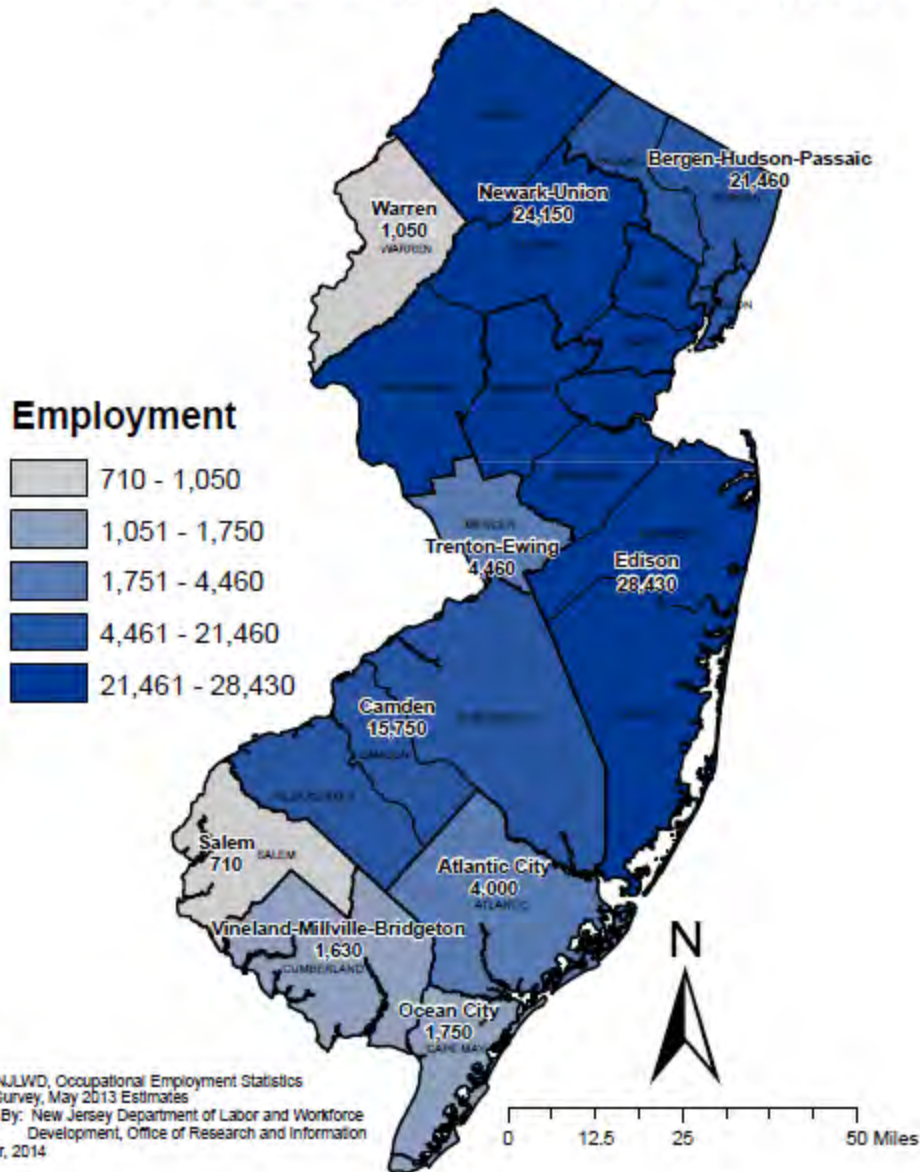 Bergen-Hudson-Passaic
21,460
Newark-Union
24,150
Warren
1,050
WARREN
Employment
710 - 1,050
1,051 - 1,750
1,751 - 4,460
4,461 - 21,460
21,461 - 28,430
MERCER
Trenton-Ewing
4,460
Edison
28,430
Camden
15,750
CAMDEN
Salem
710
SALEM
Atlantic City
4,000
ATLANTIC
Vineland-Millville-Bridgeton
1,630
CUMBERLAND
Ocean City
1,750
CAPE MAY
N
NJLWD, Occupational Employment Statistics
urvey, May 2013 Estimates
By: New Jersey Department of Labor and Workforce
Development, Office of Research and Information
r, 2014
0 12.5 25 50 Miles